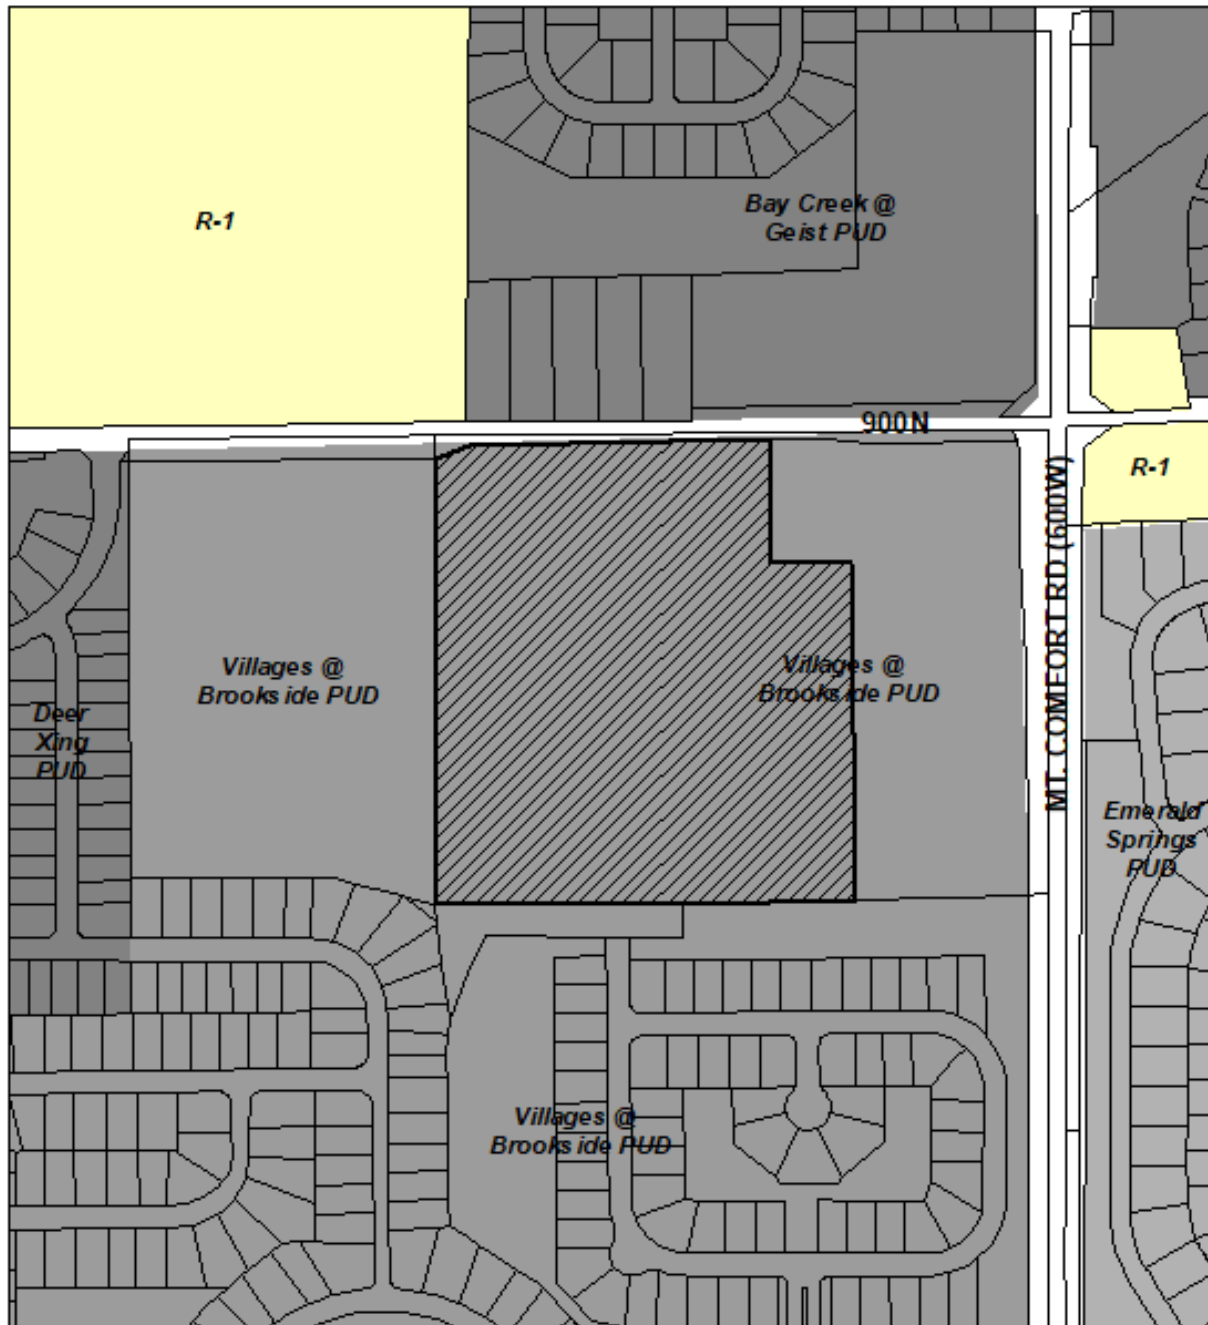 R-1
Bay Creek @
Geist PUD
900N
R-1
MT. COMFORT RD (600W)
Villages @
Brookside PUD
Villages @
Brookside PUD
Deer
Xing
PUD
Emerald
Springs
PUD
Villages @
Brookside PUD